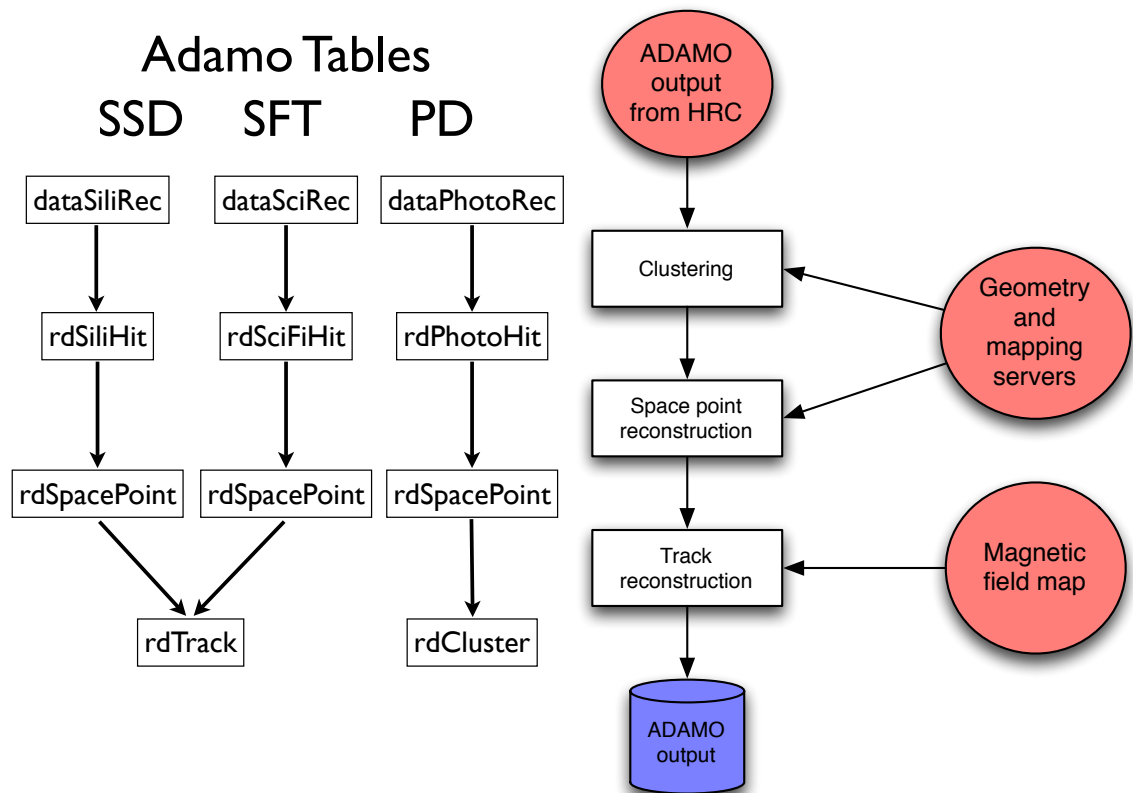 Adamo Tables
SSD SFT PD
dataSiliRec
dataSciRec
dataPhotoRec
rdSiliHit
rdSciFiHit
rdPhotoHit
rdSpacePoint
rdSpacePoint
rdSpacePoint
rdTrack
rdCluster
ADAMO
output
from HRC
Clustering
Geometry
and
mapping
servers
Space point
reconstruction
Track
reconstruction
Magnetic
field map
ADAMO
output